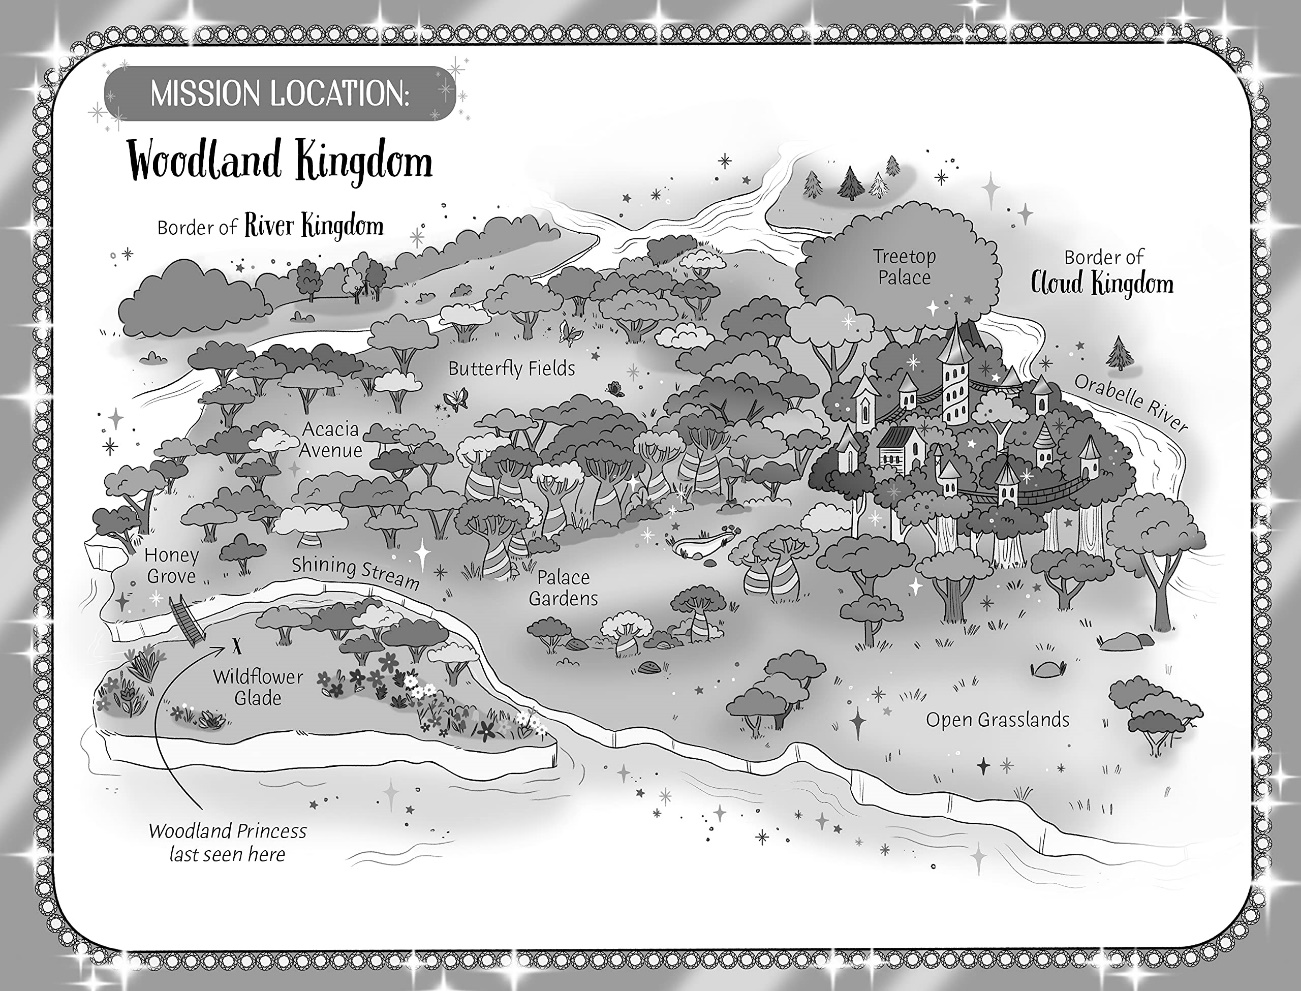 MISSION LOCATION:
Woodland Kingdom
Border of River Kingdom
Treetop
Palace
Border of
Cloud Kingdom
Butterfly Fields
Orabelle River
Acacia
Avenue
Honey
Grove
Shining Stream
Palace
Gardens
X
Wildflower
Glade
Open Grasslands
Woodland Princess
last seen here